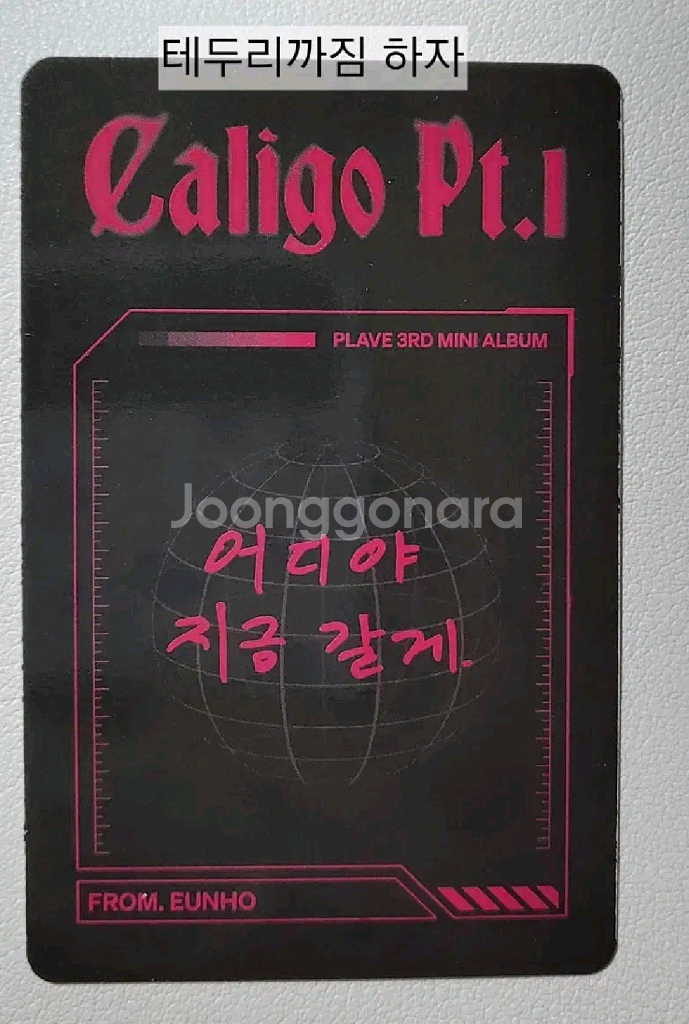 테두리까짐 하자
Caligo Pt.1
PLAVE 3RD MINI ALBUM
Joonggonara
어디야
지금 갈게.
FROM. EUNHO